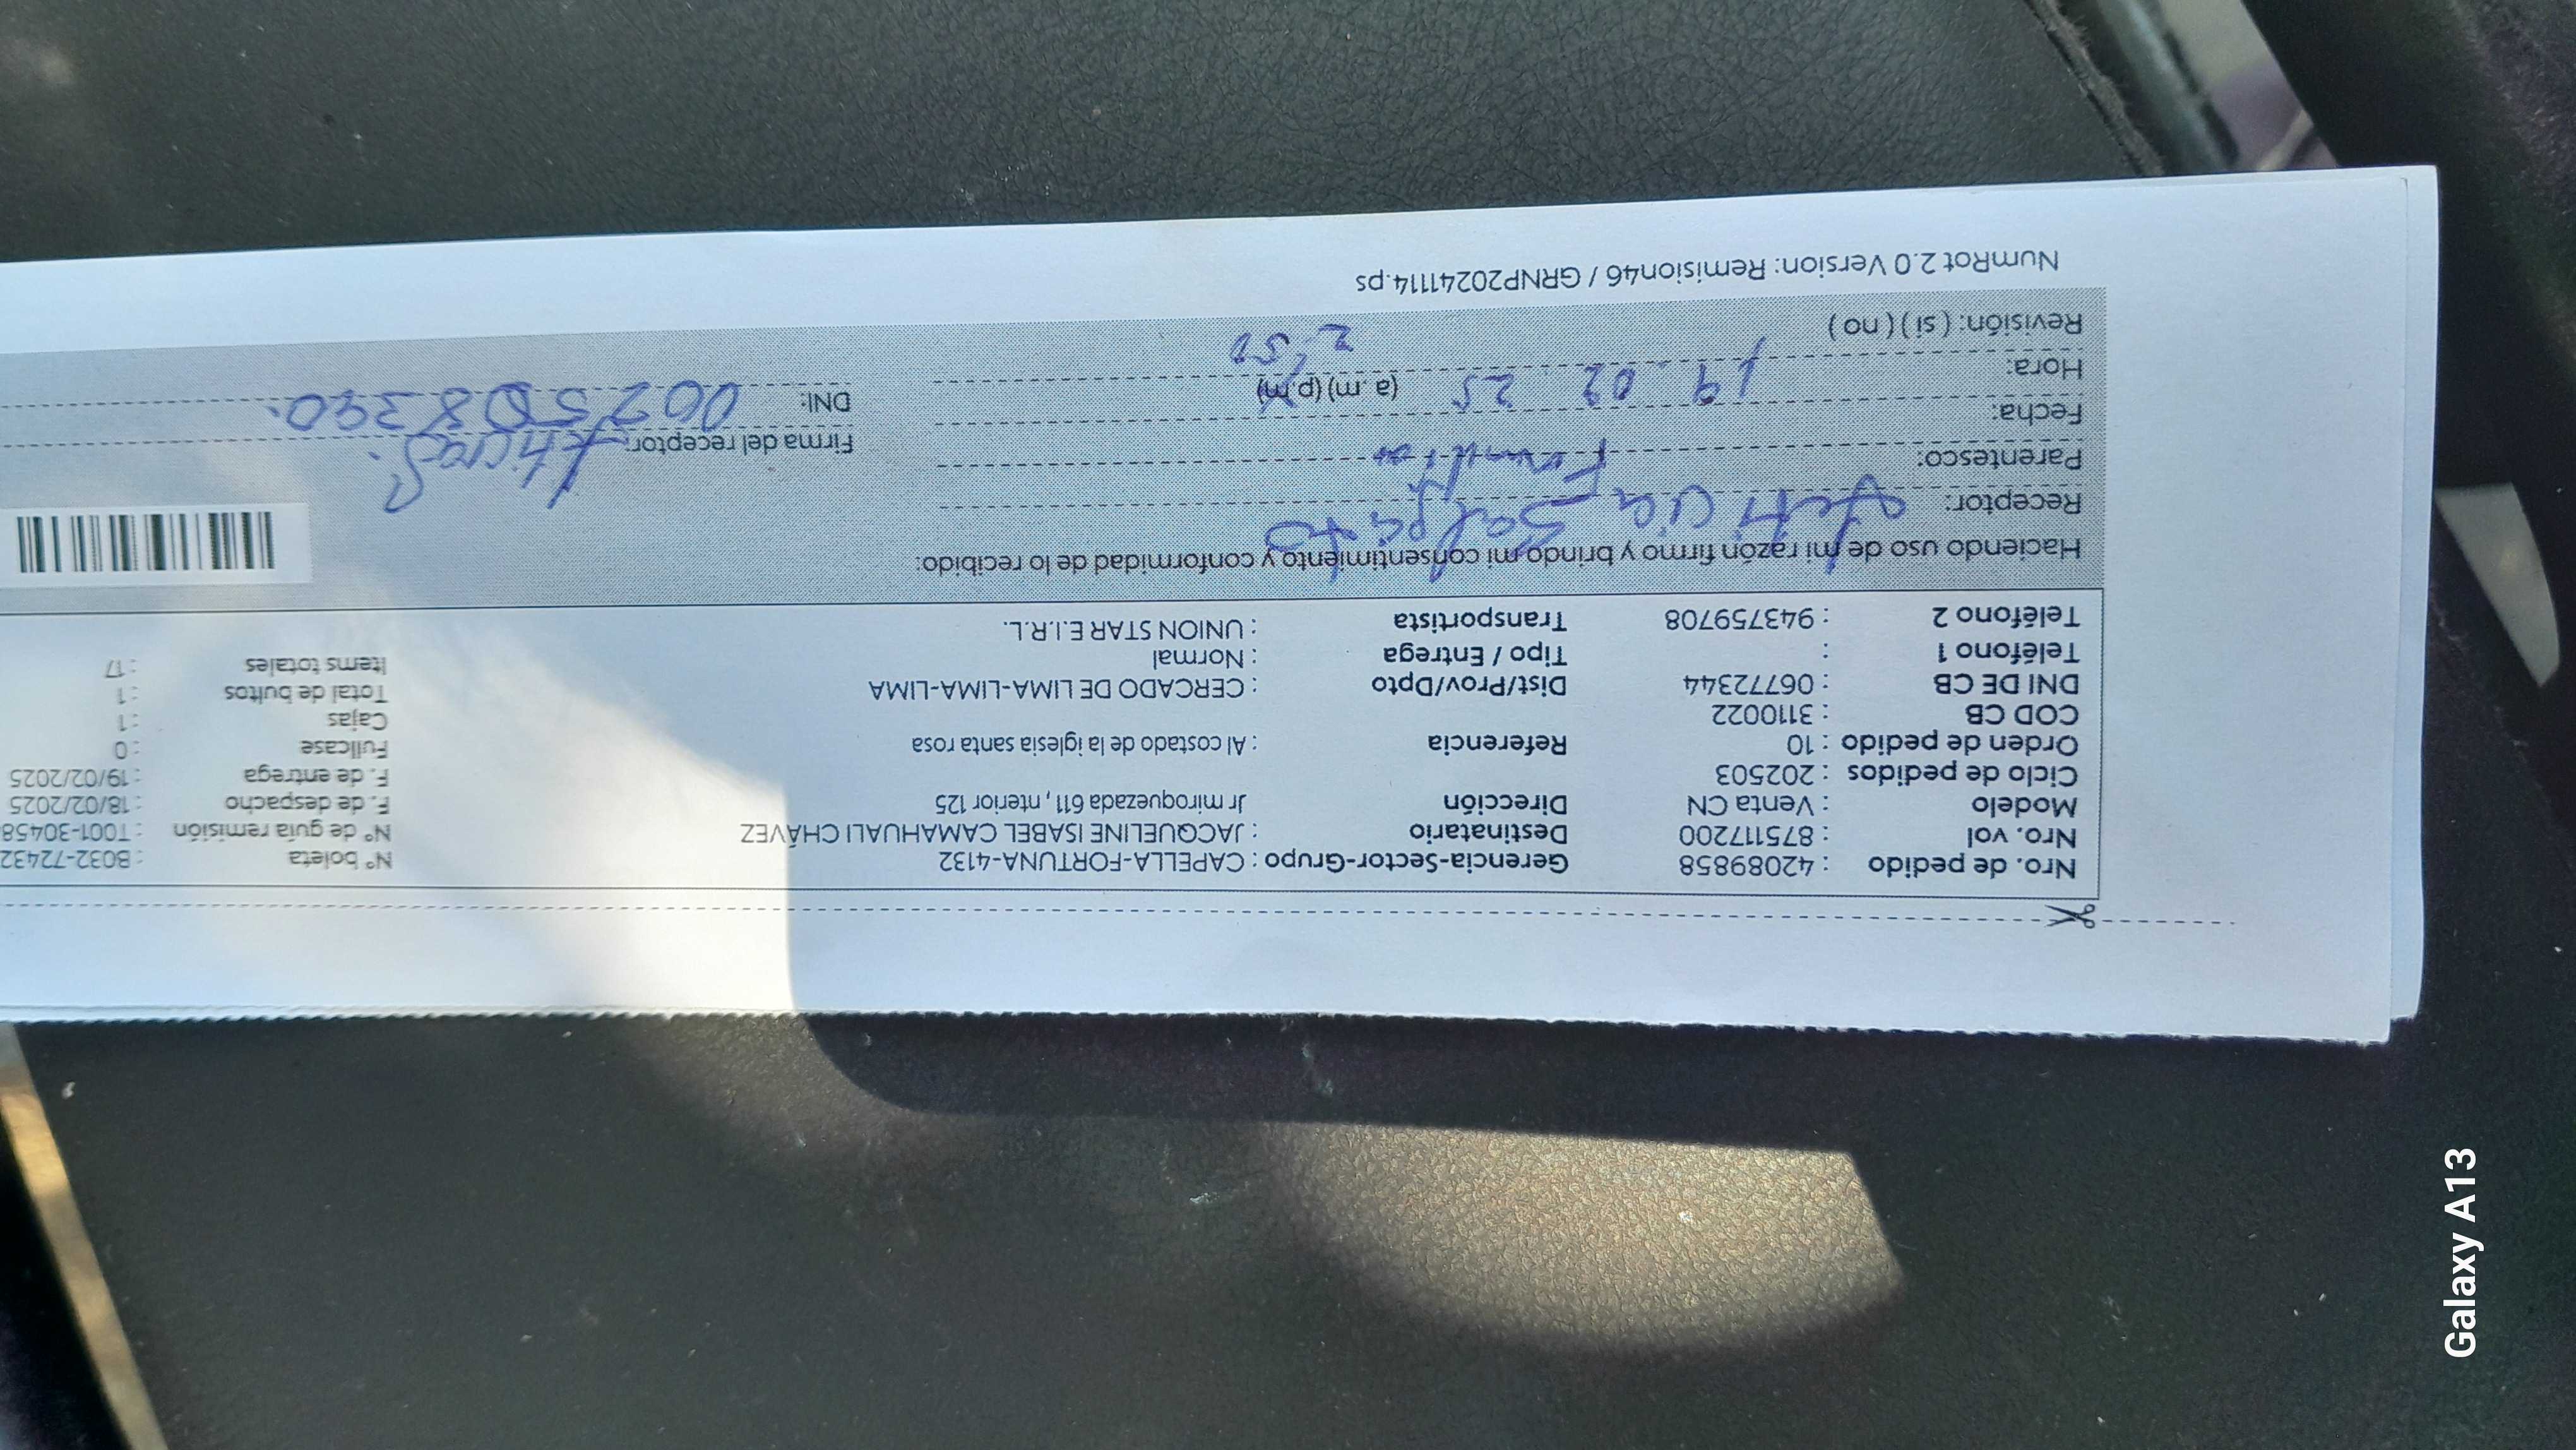 Nro. de pedido : 42089858 Gerencia-Sector-Grupo : CAPELLA-FORTUNA-4132 N° boleta : B032-72432
Nro. vol : 875117200 Destinatario : JACQUELINE ISABEL CAMAHUALI CHÁVEZ N° de guía remisión : T001-30458
Modelo : Venta CN Dirección Jr miroquezada 611 , nterior 125 F. de despacho : 18/02/2025
Ciclo de pedidos : 202503 F. de entrega : 19/02/2025
Orden de pedido : 10 Referencia : Al costado de la iglesia santa rosa Fullcase : 0
COD CB : 3110022 Cajas : 1
DNI DE CB : 06772344 Dist/Prov/Dpto : CERCADO DE LIMA-LIMA-LIMA Total de bultos : 1
Teléfono 1 : Tipo / Entrega : Normal Items totales : 17
Teléfono 2 : 943759708 Transportista : UNION STAR E.I.R.L.
Haciendo uso de mi razón firmo y brindo mi consentimiento y conformidad de lo recibido:
Receptor: Leticia
Parentesco: Familiar Firma del receptor:
Fecha: 19 02 25 DNI:
Hora: 2:50 (a. m) (p.m)
Revisión: ( si ) ( no )
NumRot 2.0 Version: Remision46 / GRNP20241114.ps
Galaxy A13